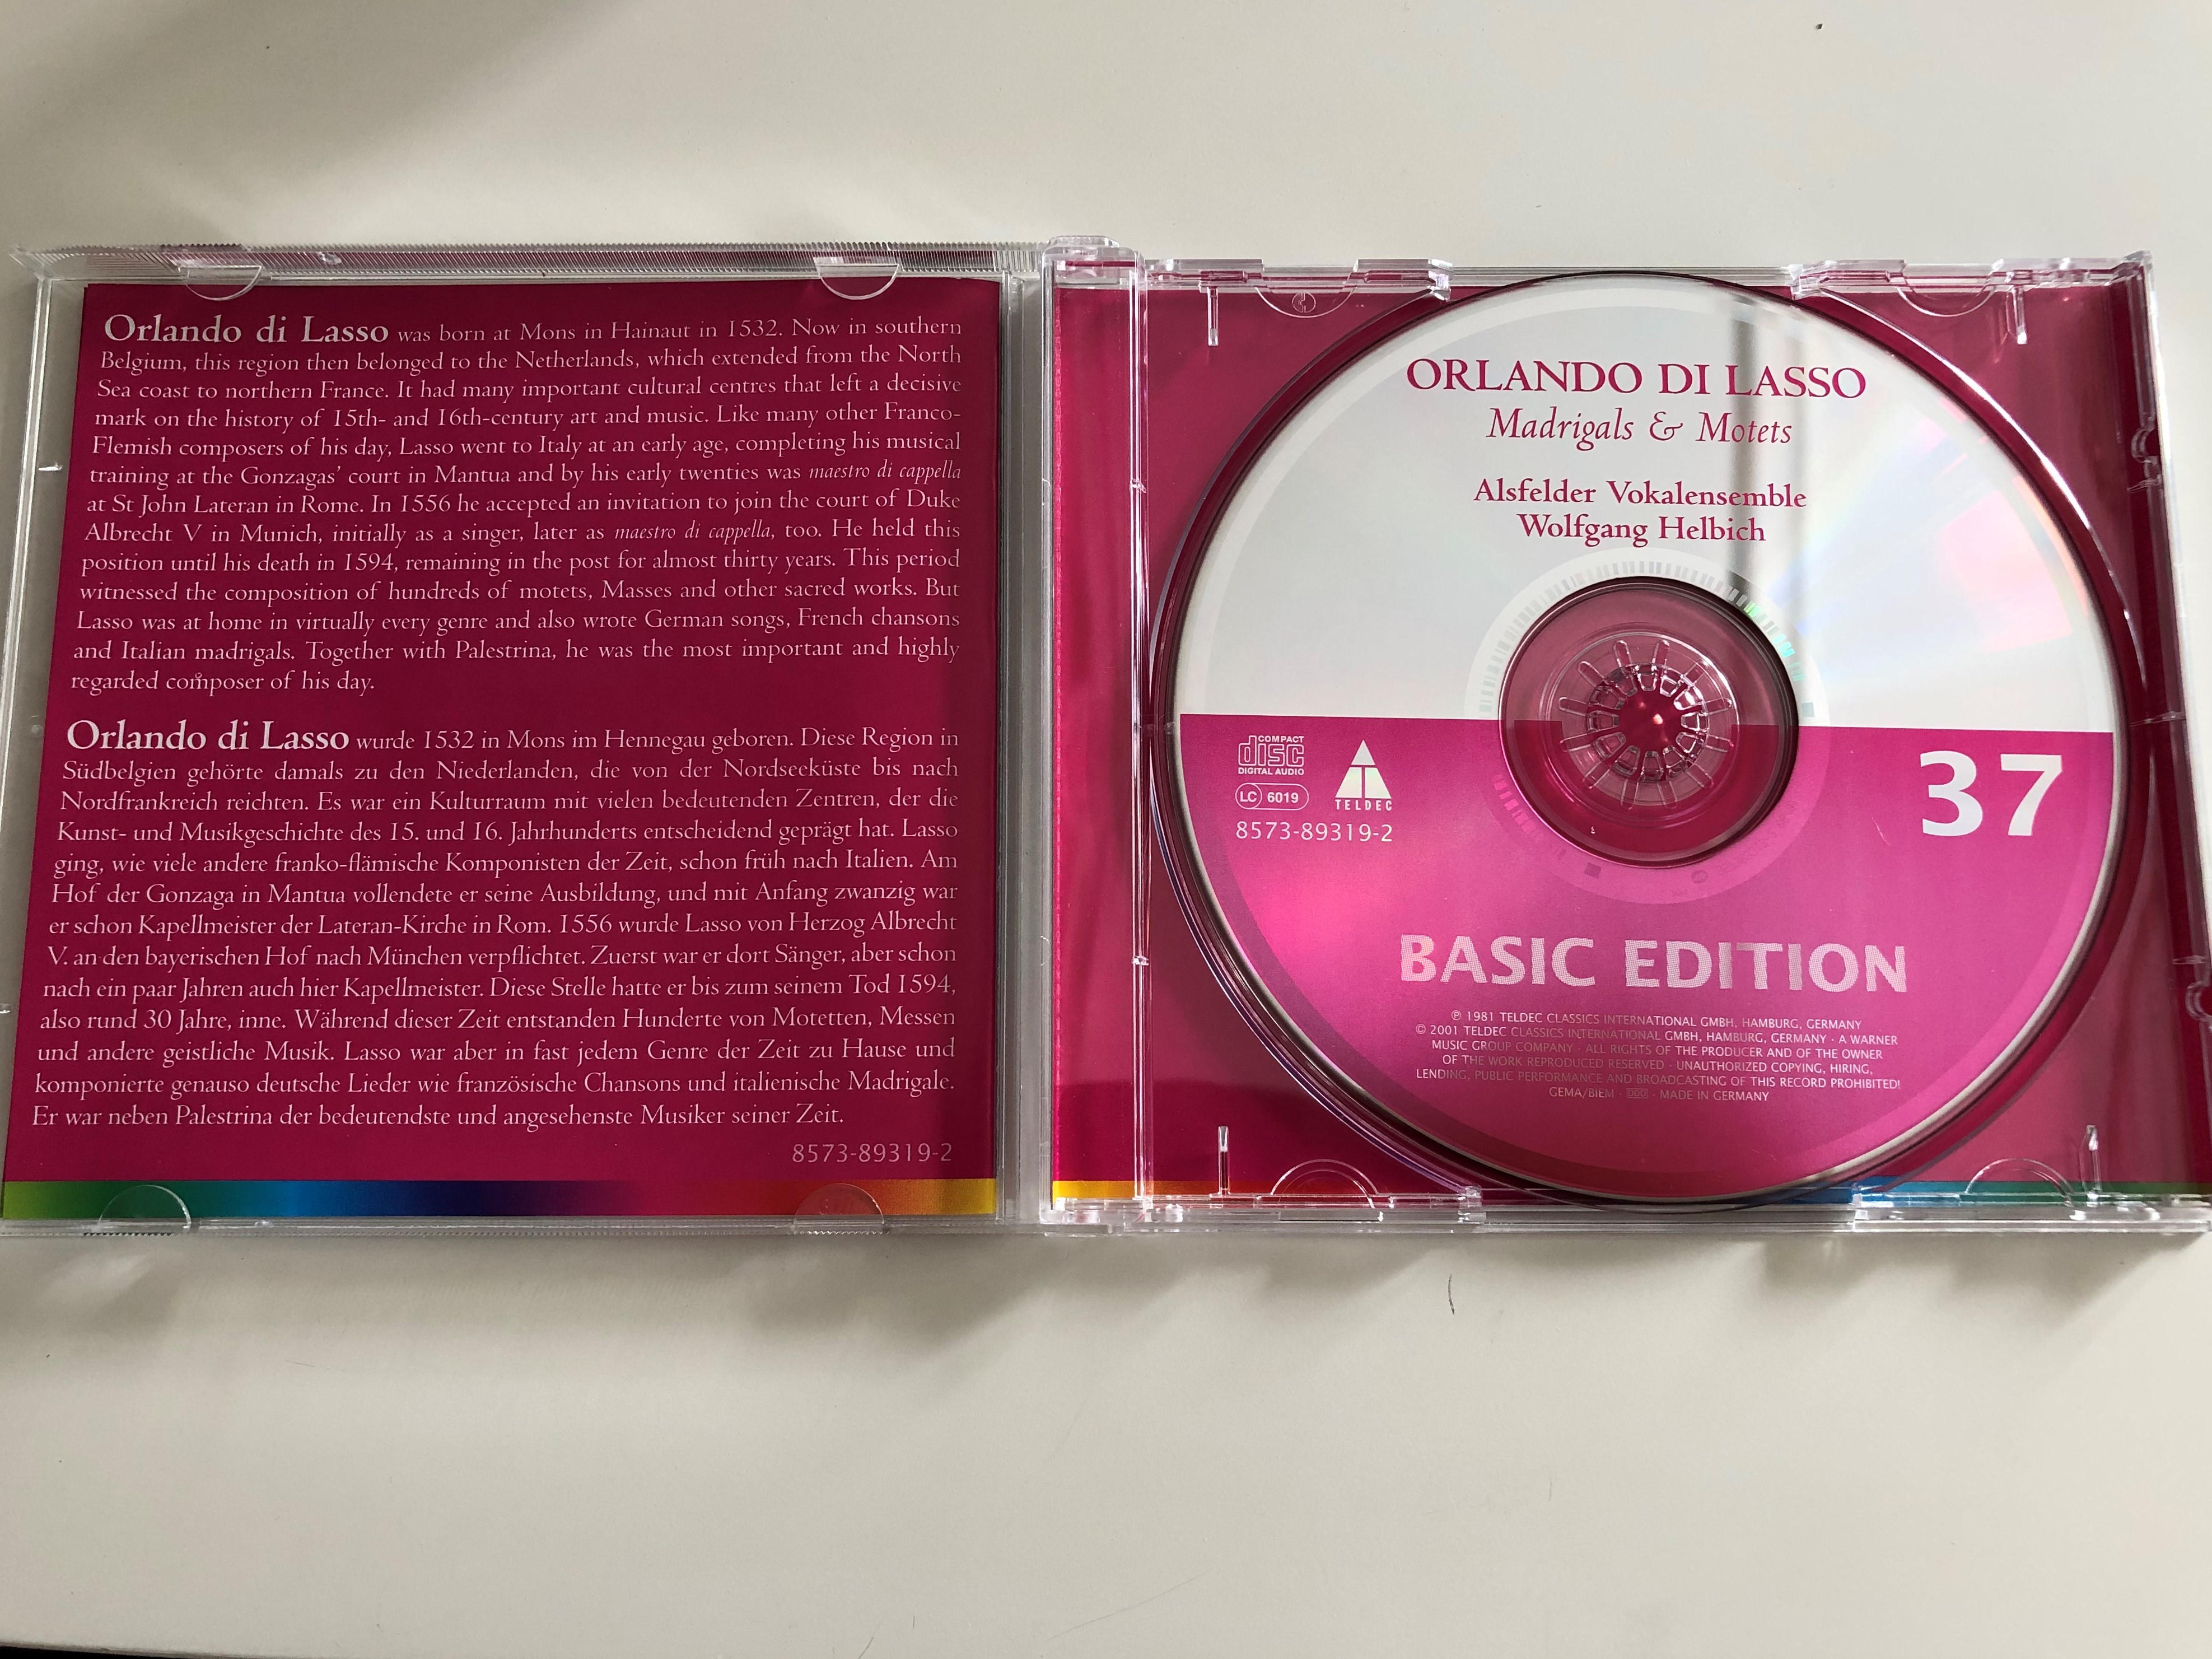 Orlando di Lasso was born at Mons in Hainaut in 1532. Now in southern
Belgium, this region then belonged to the Netherlands, which extended from the North
Sea coast to northern France. It had many important cultural centres that left a decisive
mark on the history of 15th- and 16th-century art and music. Like many other Franco-
Flemish composers of his day, Lasso went to Italy at an early age, completing his musical
training at the Gonzagas' court in Mantua and by his early twenties was maestro di cappella
at St John Lateran in Rome. In 1556 he accepted an invitation to join the court of Duke
Albrecht V in Munich, initially as a singer, later as maestro di cappella, too. He held this
position until his death in 1594, remaining in the post for almost thirty years. This period
witnessed the composition of hundreds of motets, Masses and other sacred works. But
Lasso was at home in virtually every genre and also wrote German songs, French chansons
and Italian madrigals. Together with Palestrina, he was the most important and highly
regarded composer of his day.
Orlando di Lasso wurde 1532 in Mons im Hennegau geboren. Diese Region in
Südbelgien gehörte damals zu den Niederlanden, die von der Nordseeküste bis nach
Nordfrankreich reichten. Es war ein Kulturraum mit vielen bedeutenden Zentren, der die
Kunst- und Musikgeschichte des 15. und 16. Jahrhunderts entscheidend geprägt hat. Lasso
ging, wie viele andere franko-flämische Komponisten der Zeit, schon früh nach Italien. Am
Hof der Gonzaga in Mantua vollendete er seine Ausbildung, und mit Anfang zwanzig war
er schon Kapellmeister der Lateran-Kirche in Rom. 1556 wurde Lasso von Herzog Albrecht
V. an den bayerischen Hof nach München verpflichtet. Zuerst war er dort Sänger, aber schon
nach ein paar Jahren auch hier Kapellmeister. Diese Stelle hatte er bis zum seinem Tod 1594,
also rund 30 Jahre, inne. Während dieser Zeit entstanden Hunderte von Motetten, Messen
und andere geistliche Musik. Lasso war aber in fast jedem Genre der Zeit zu Hause und
komponierte genauso deutsche Lieder wie französische Chansons und italienische Madrigale.
Er war neben Palestrina der bedeutendste und angesehenste Musiker seiner Zeit.
8573-89319-2
ORLANDO DI LASSO
Madrigals & Motets
Alsfelder Vokalensemble
Wolfgang Helbich
COMPACT
disc
DIGITAL AUDIO
LC 6019
TELDEC
8573-89319-2
37
BASIC EDITION
℗ 1981 TELDEC CLASSICS INTERNATIONAL GMBH, HAMBURG, GERMANY
© 2001 TELDEC CLASSICS INTERNATIONAL GMBH, HAMBURG, GERMANY · A WARNER
MUSIC GROUP COMPANY · ALL RIGHTS OF THE PRODUCER AND OF THE OWNER
OF THE WORK REPRODUCED RESERVED · UNAUTHORIZED COPYING, HIRING,
LENDING, PUBLIC PERFORMANCE AND BROADCASTING OF THIS RECORD PROHIBITED!
GEMA/BIEM · DDD · MADE IN GERMANY